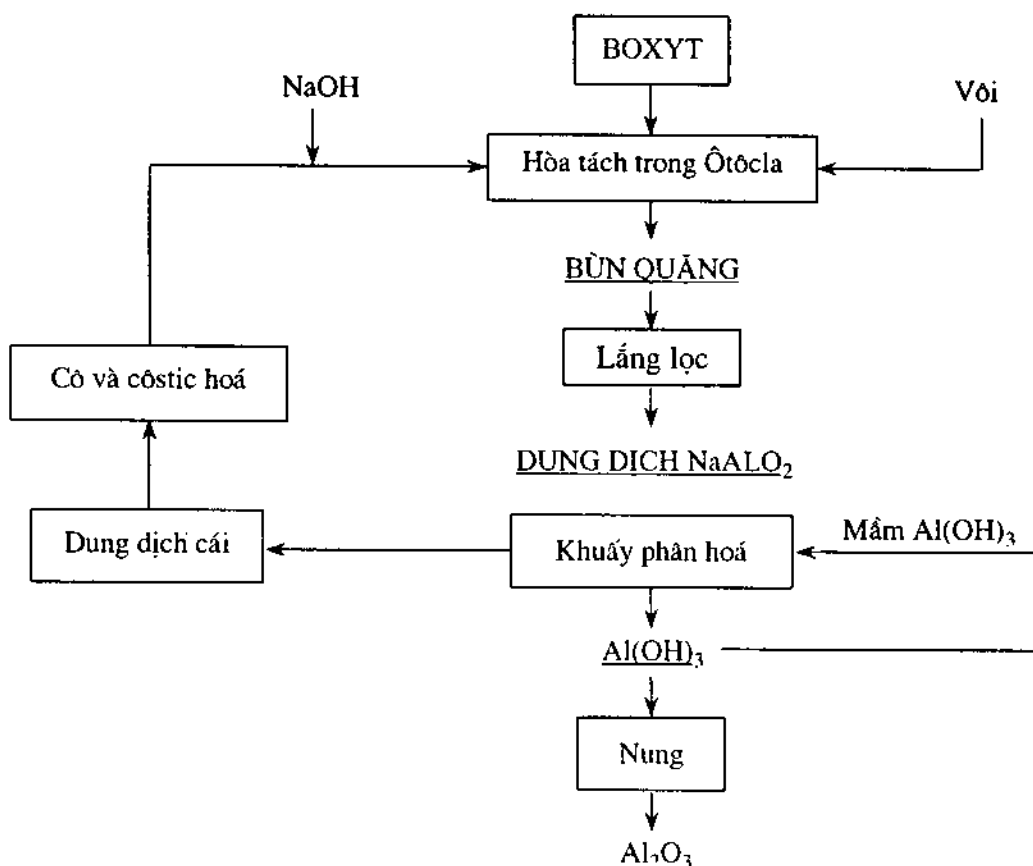 BOXYT
NaOH
Vôi
Hòa tách trong Ôtôcla
BÙN QUĂNG
Lắng lọc
Cô và côstic hoá
DUNG DỊCH NaALO₂
Dung dịch cái
Khuấy phân hoá
Mầm Al(OH)₃
Al(OH)₃
Nung
Al₂O₃